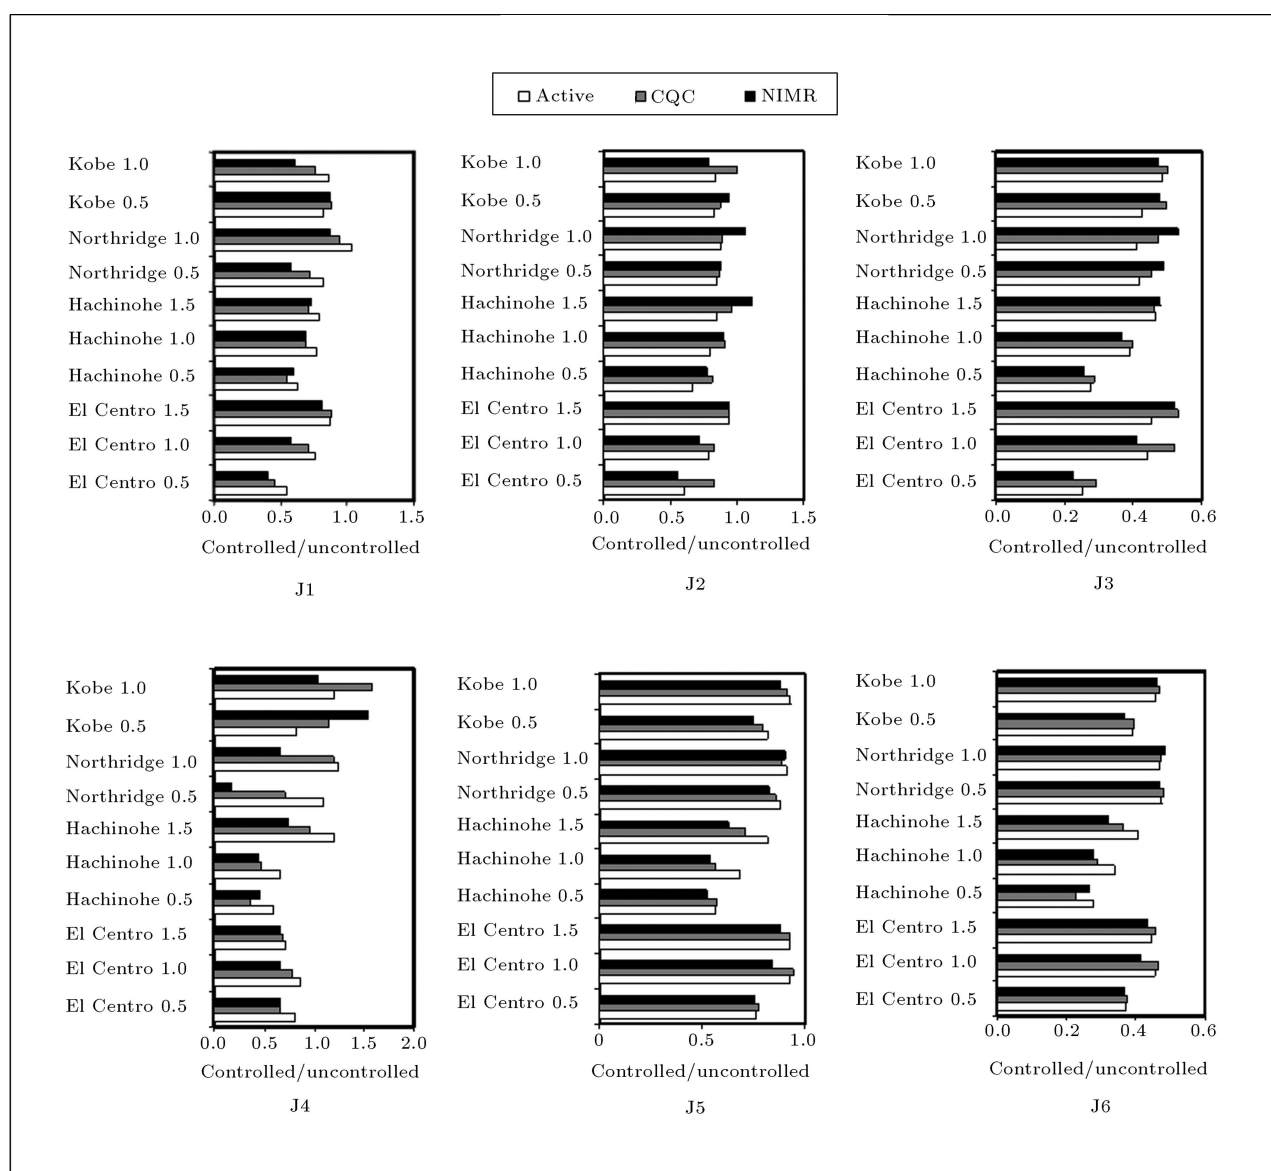 Active CQC NIMR
Kobe 1.0
Kobe 0.5
Northridge 1.0
Northridge 0.5
Hachinohe 1.5
Hachinohe 1.0
Hachinohe 0.5
El Centro 1.5
El Centro 1.0
El Centro 0.5
0.0 0.5 1.0 1.5
Controlled/uncontrolled
J1
Kobe 1.0
Kobe 0.5
Northridge 1.0
Northridge 0.5
Hachinohe 1.5
Hachinohe 1.0
Hachinohe 0.5
El Centro 1.5
El Centro 1.0
El Centro 0.5
0.0 0.5 1.0 1.5
Controlled/uncontrolled
J2
Kobe 1.0
Kobe 0.5
Northridge 1.0
Northridge 0.5
Hachinohe 1.5
Hachinohe 1.0
Hachinohe 0.5
El Centro 1.5
El Centro 1.0
El Centro 0.5
0.0 0.2 0.4 0.6
Controlled/uncontrolled
J3
Kobe 1.0
Kobe 0.5
Northridge 1.0
Northridge 0.5
Hachinohe 1.5
Hachinohe 1.0
Hachinohe 0.5
El Centro 1.5
El Centro 1.0
El Centro 0.5
0.0 0.5 1.0 1.5 2.0
Controlled/uncontrolled
J4
Kobe 1.0
Kobe 0.5
Northridge 1.0
Northridge 0.5
Hachinohe 1.5
Hachinohe 1.0
Hachinohe 0.5
El Centro 1.5
El Centro 1.0
El Centro 0.5
0 0.5 1.0
Controlled/uncontrolled
J5
Kobe 1.0
Kobe 0.5
Northridge 1.0
Northridge 0.5
Hachinohe 1.5
Hachinohe 1.0
Hachinohe 0.5
El Centro 1.5
El Centro 1.0
El Centro 0.5
0.0 0.2 0.4 0.6
Controlled/uncontrolled
J6